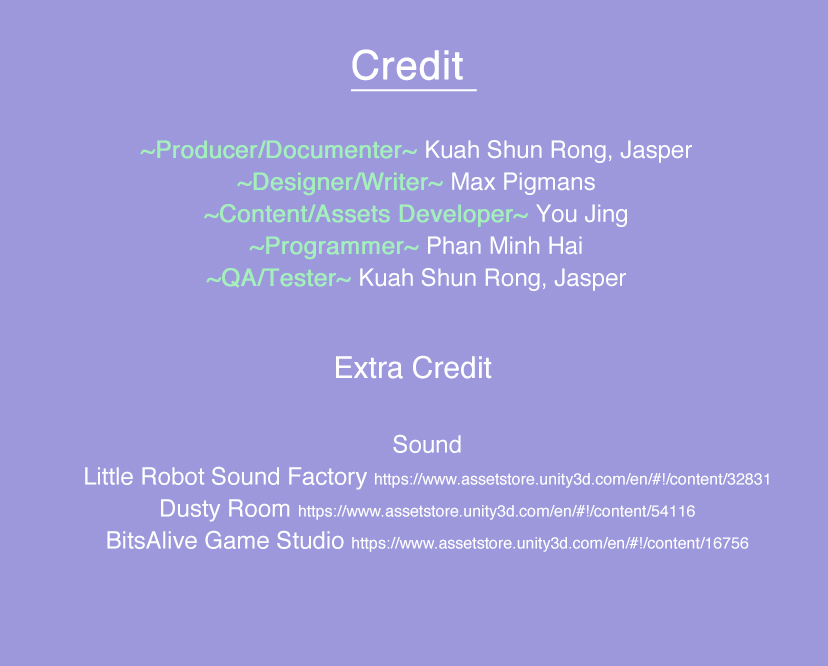 Credit
~Producer/Documenter~ Kuah Shun Rong, Jasper
~Designer/Writer~ Max Pigmans
~Content/Assets Developer~ You Jing
~Programmer~ Phan Minh Hai
~QA/Tester~ Kuah Shun Rong, Jasper
Extra Credit
Sound
Little Robot Sound Factory https://www.assetstore.unity3d.com/en/#!/content/32831
Dusty Room https://www.assetstore.unity3d.com/en/#!/content/54116
BitsAlive Game Studio https://www.assetstore.unity3d.com/en/#!/content/16756